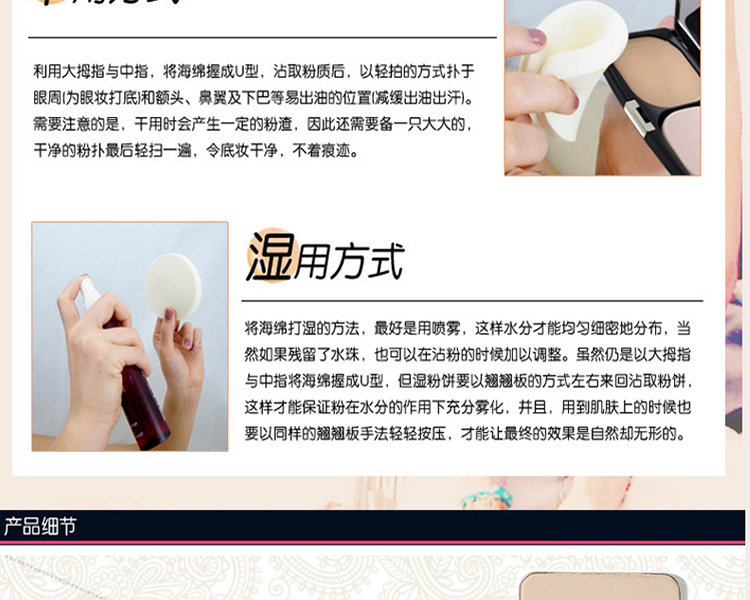 利用大拇指与中指，将海绵握成U型，沾取粉质后，以轻拍的方式扑于
眼周(为眼妆打底)和额头、鼻翼及下巴等易出油的位置(减缓出油出汗)。
需要注意的是，干用时会产生一定的粉渣，因此还需要备一只大大的，
干净的粉扑最后轻扫一遍，令底妆干净，不着痕迹。
湿用方式
将海绵打湿的方法，最好是用喷雾，这样水分才能均匀细密地分布，当
然如果残留了水珠，也可以在沾粉的时候加以调整。虽然仍是以大拇指
与中指将海绵握成U型，但湿粉饼要以翘翘板的方式左右来回沾取粉饼，
这样才能保证粉在水分的作用下充分雾化，并且，用到肌肤上的时候也
要以同样的翘翘板手法轻轻按压，才能让最终的效果是自然却无形的。
产品细节